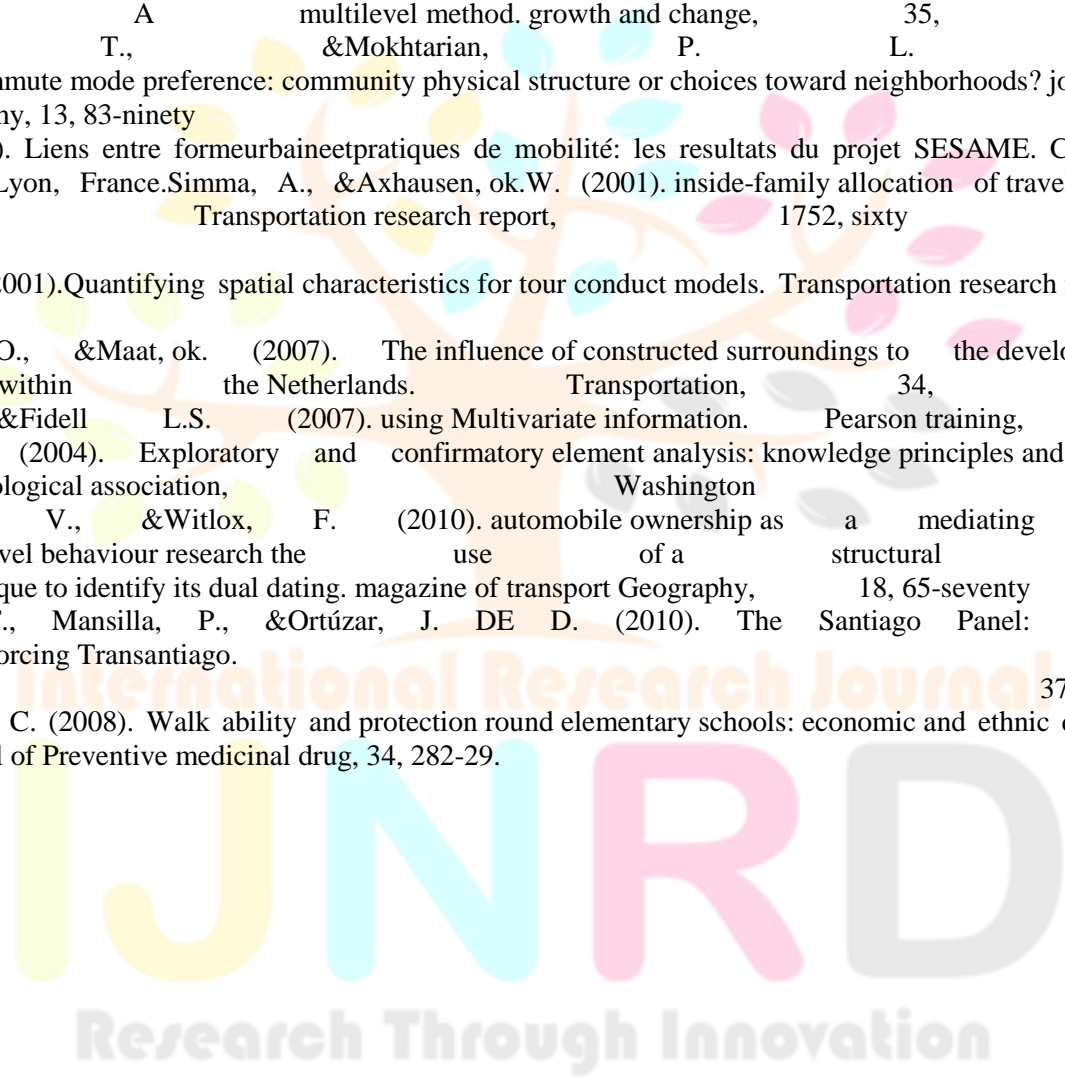 A multilevel method. growth and change, 35,
T., &Mokhtarian, P. L.
mute mode preference: community physical structure or choices toward neighborhoods? jo
ny, 13, 83-ninety
). Liens entre formeurbaineetpratiques de mobilité: les resultats du projet SESAME. C
Lyon, France.Simma, A., &Axhausen, ok.W. (2001). inside-family allocation of travel
Transportation research report, 1752, sixty
2001).Quantifying spatial characteristics for tour conduct models. Transportation research
O., &Maat, ok. (2007). The influence of constructed surroundings to the develo
within the Netherlands. Transportation, 34,
&Fidell L.S. (2007). using Multivariate information. Pearson training,
(2004). Exploratory and confirmatory element analysis: knowledge principles and
ological association, Washington
V., &Witlox, F. (2010). automobile ownership as a mediating
vel behaviour research the use of a structural
que to identify its dual dating. magazine of transport Geography, 18, 65-seventy
., Mansilla, P., &Ortúzar, J. DE D. (2010). The Santiago Panel:
orcing Transantiago.
International Research Journal
37
C. (2008). Walk ability and protection round elementary schools: economic and ethnic
l of Preventive medicinal drug, 34, 282-29.
IJNRD
Research Through Innovation